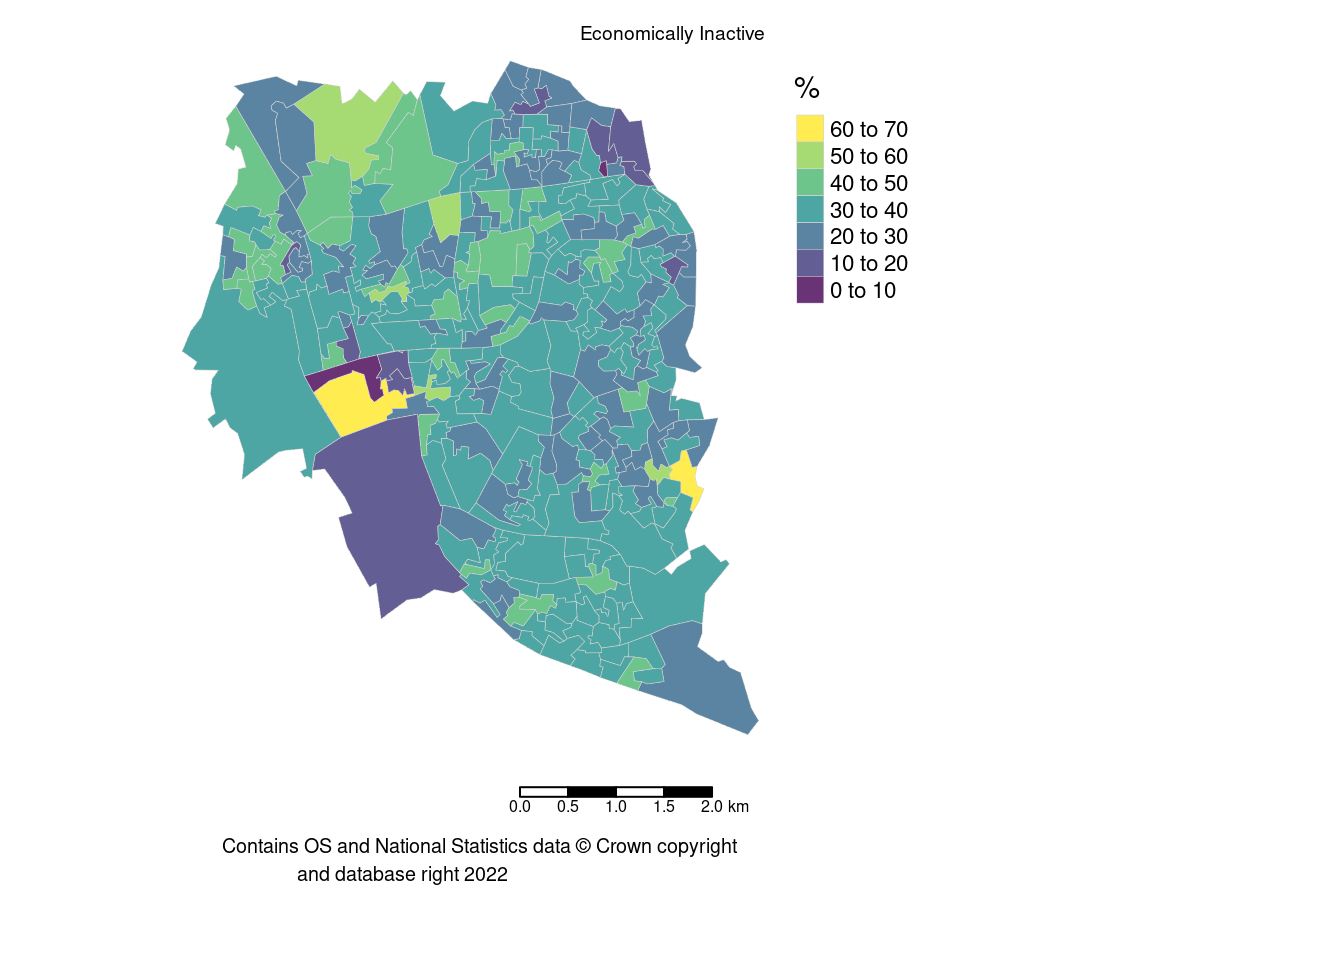 Economically Inactive
%
60 to 70
50 to 60
40 to 50
30 to 40
20 to 30
10 to 20
0 to 10
0.0 0.5 1.0 1.5 2.0 km
Contains OS and National Statistics data © Crown copyright
and database right 2022